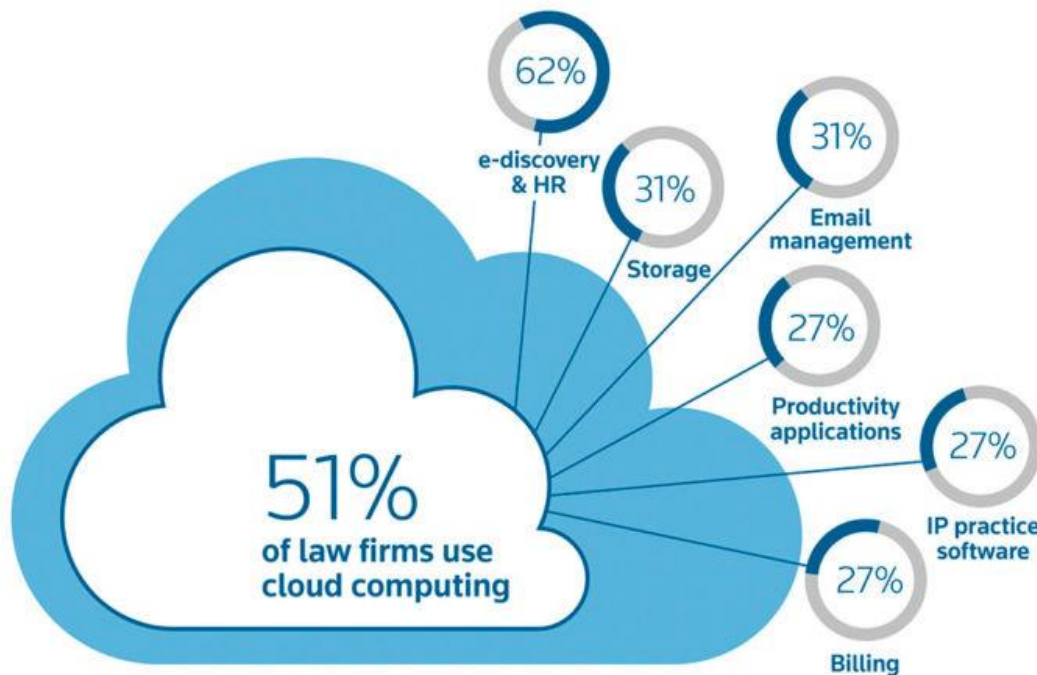 62%
e-discovery
& HR
31%
Storage
31%
Email
management
27%
Productivity
applications
27%
IP practice
software
27%
Billing
51%
of law firms use
cloud computing